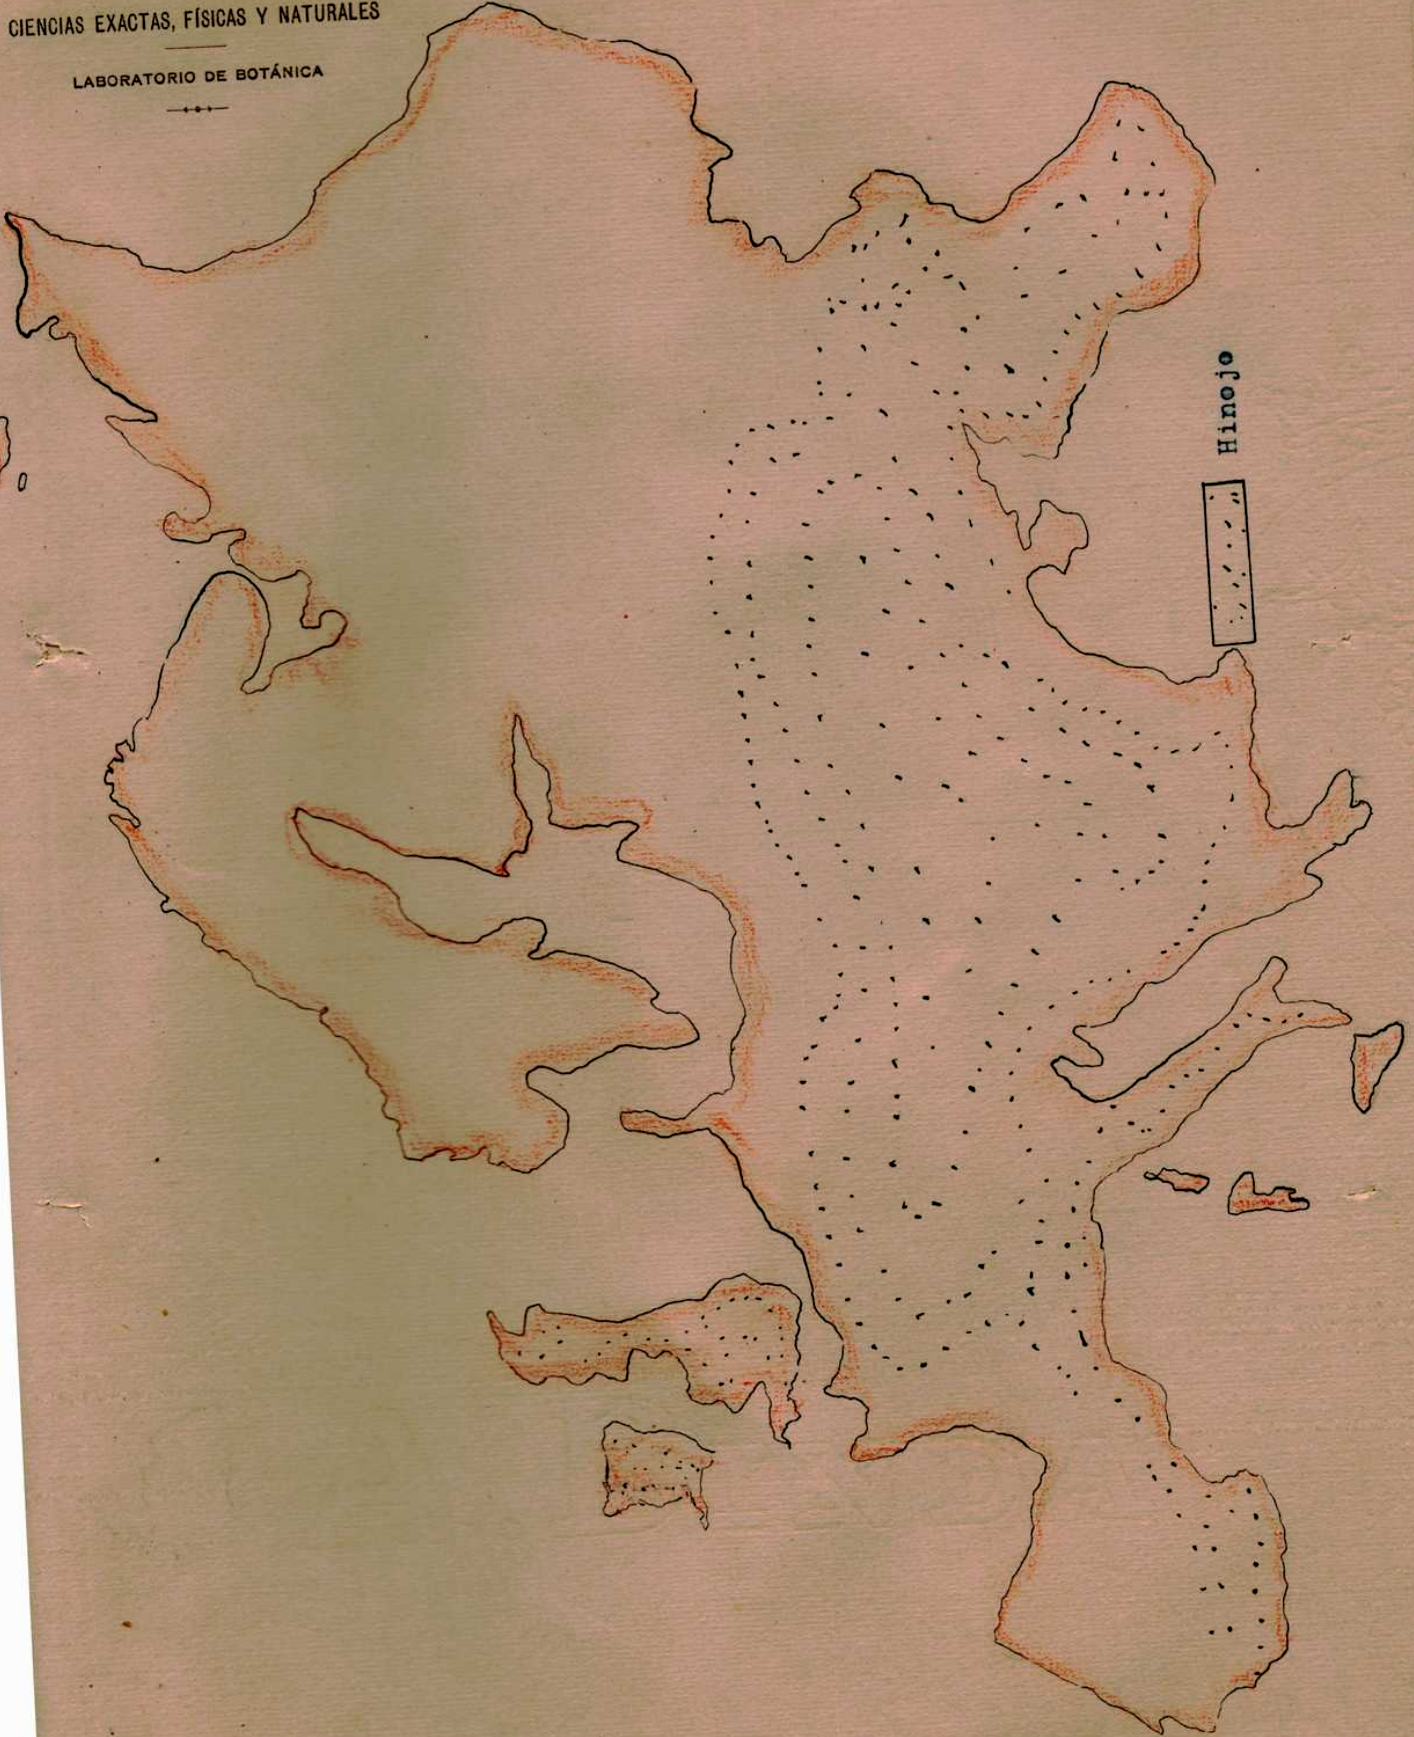 CIENCIAS EXACTAS, FÍSICAS Y NATURALES
LABORATORIO DE BOTÁNICA
Hinojo